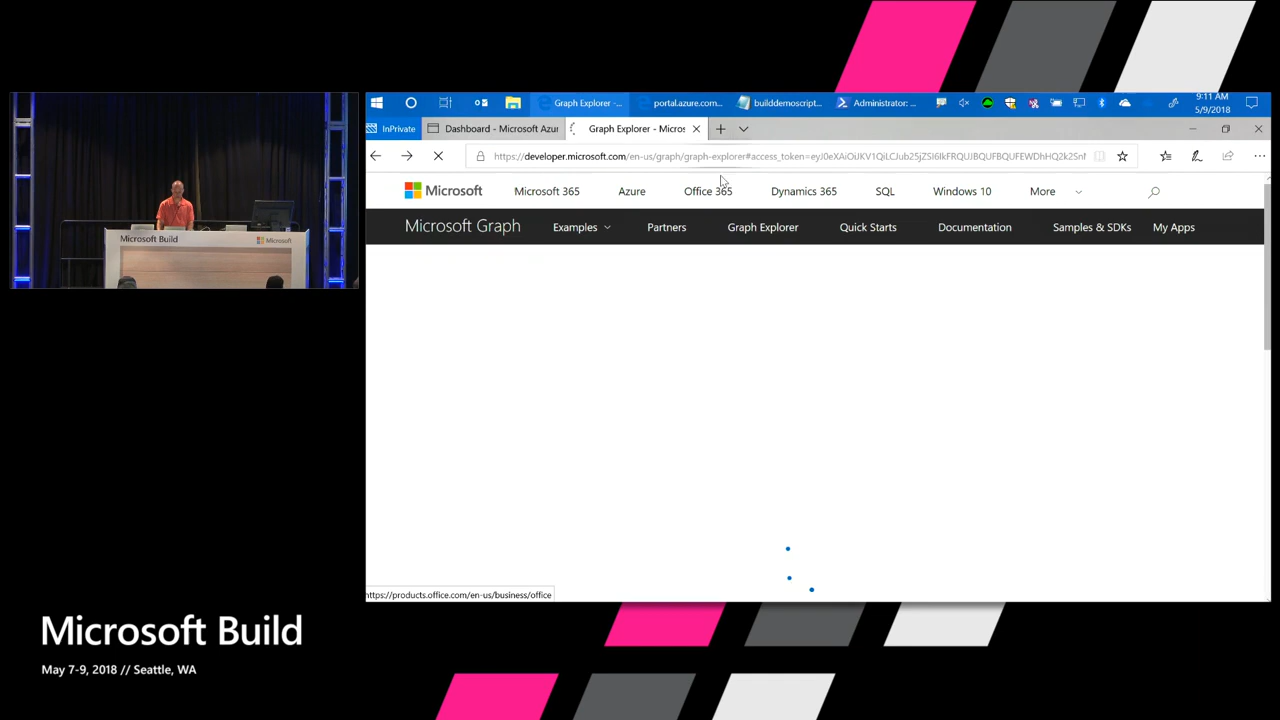 Graph Explorer -...
portal.azure.com...
builddemoscript...
Administrator: ...
9:11 AM
5/9/2018
InPrivate
Dashboard - Microsoft Azur
Graph Explorer - Micros
https://developer.microsoft.com/en-us/graph/graph-explorer#access_token=
Microsoft
Microsoft 365
Azure
Office 365
Dynamics 365
SQL
Windows 10
More
Microsoft Graph
Examples
Partners
Graph Explorer
Quick Starts
Documentation
Samples & SDKs
My Apps
https://products.office.com/en-us/business/office
Microsoft Build
Microsoft
Microsoft Build
May 7-9, 2018 // Seattle, WA